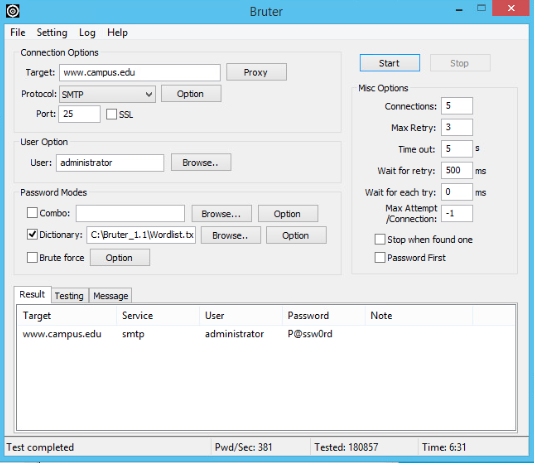 Bruter
File Setting Log Help
Connection Options
Target: www.campus.edu Proxy
Protocol: SMTP Option
Port: 25 SSL
User Option
User: administrator Browse..
Password Modes
Combo: Browse... Option
Dictionary: C:\Bruter_1.1\Wordlist.tx Browse.. Option
Brute force Option
Start Stop
Misc Options
Connections: 5
Max Retry: 3
Time out: 5 s
Wait for retry: 500 ms
Wait for each try: 0 ms
Max Attempt
/Connection: -1
Stop when found one
Password First
Result Testing Message
Target Service User Password Note
www.campus.edu smtp administrator P@ssw0rd
Test completed Pwd/Sec: 381 Tested: 180857 Time: 6:31